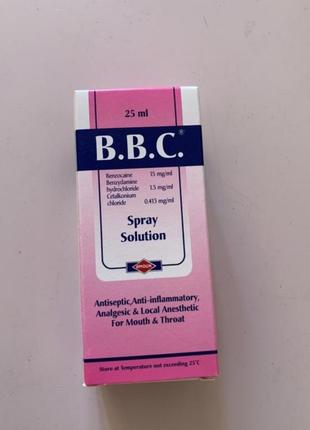 25 ml
B.B.C.®
Benzocaine 15 mg/ml
Benzydamine
hydrochloride 1.5 mg/ml
Cetalkonium
chloride 0.413 mg/ml
Spray
Solution
Antiseptic, Anti-inflammatory,
Analgesic & Local Anesthetic
For Mouth & Throat
Store at Temperature not exceeding 25°C